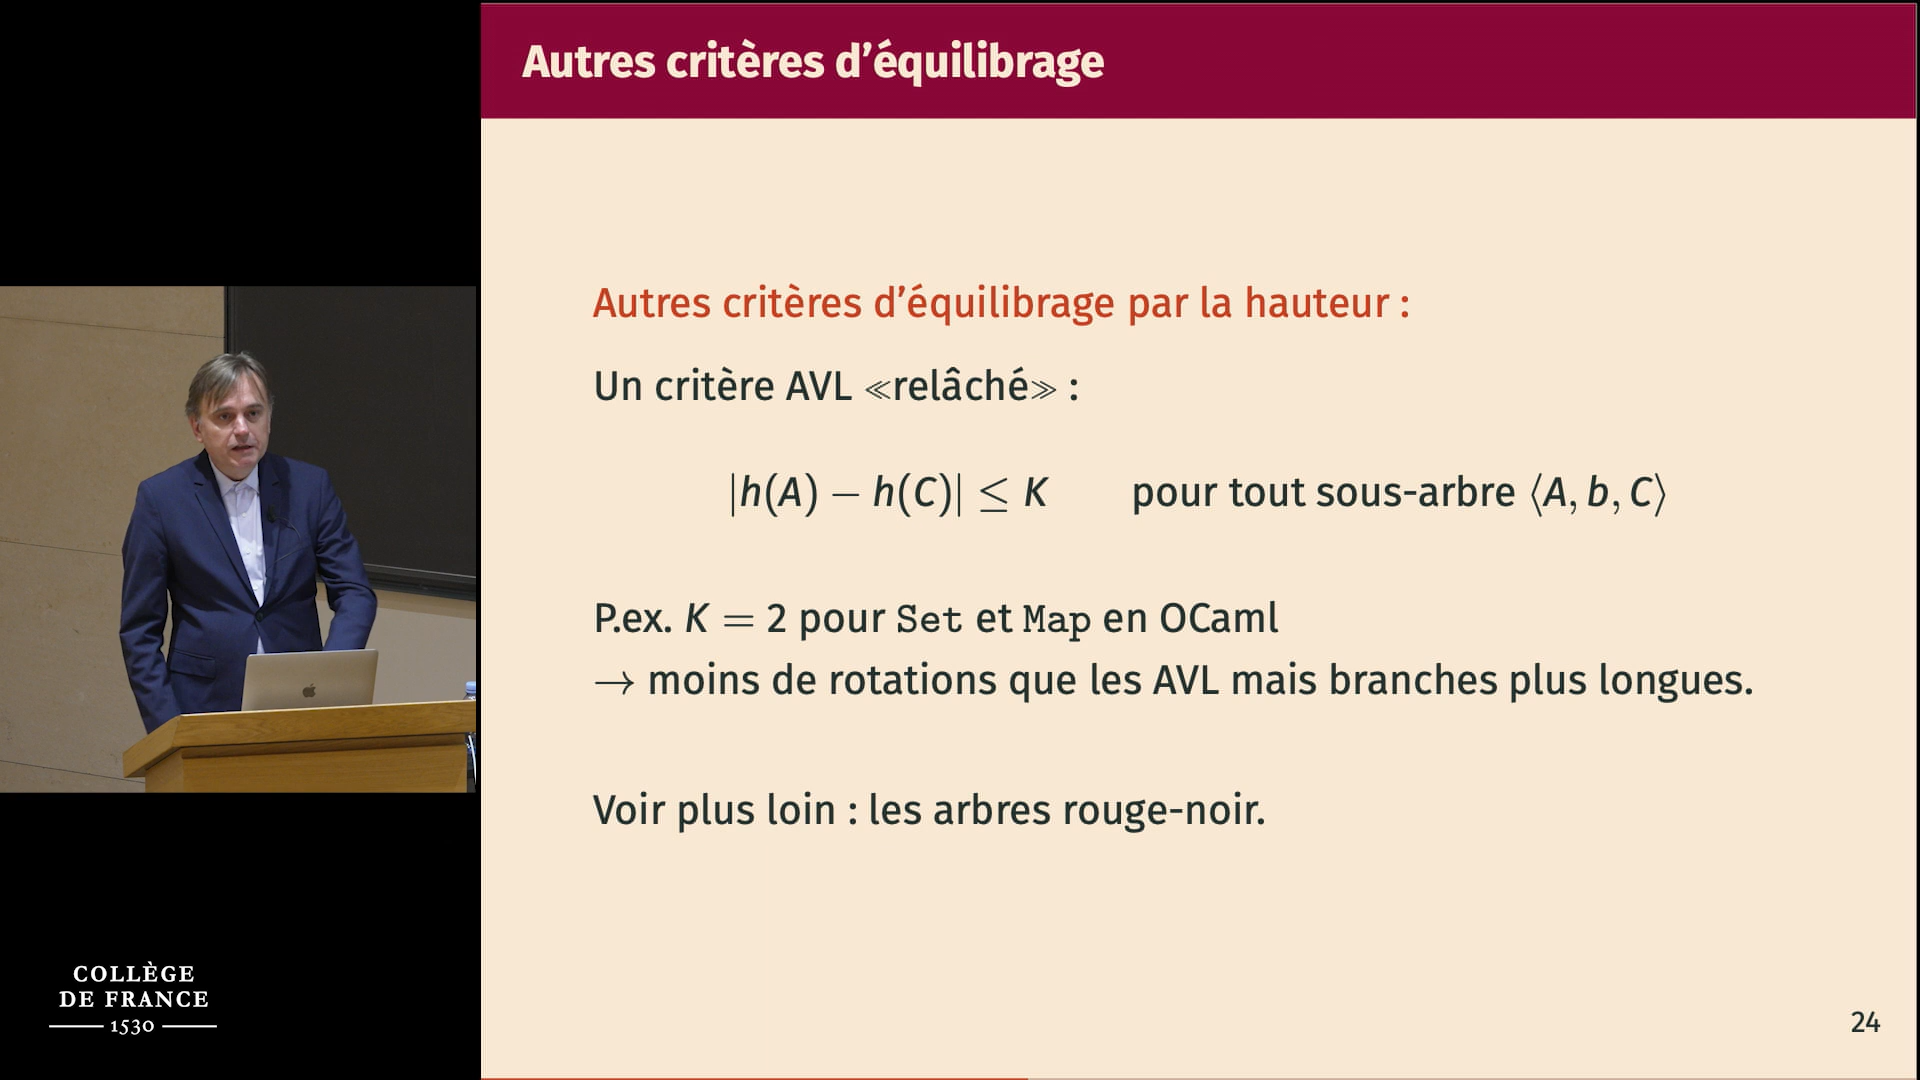 Autres critères d’équilibrage
Autres critères d’équilibrage par la hauteur :
Un critère AVL ≪relâché≫ :
|h(A) − h(C)| ≤ K pour tout sous-arbre ⟨A, b, C⟩
P.ex. K = 2 pour Set et Map en OCaml
→ moins de rotations que les AVL mais branches plus longues.
Voir plus loin : les arbres rouge-noir.
COLLÈGE
DE FRANCE
1530
24